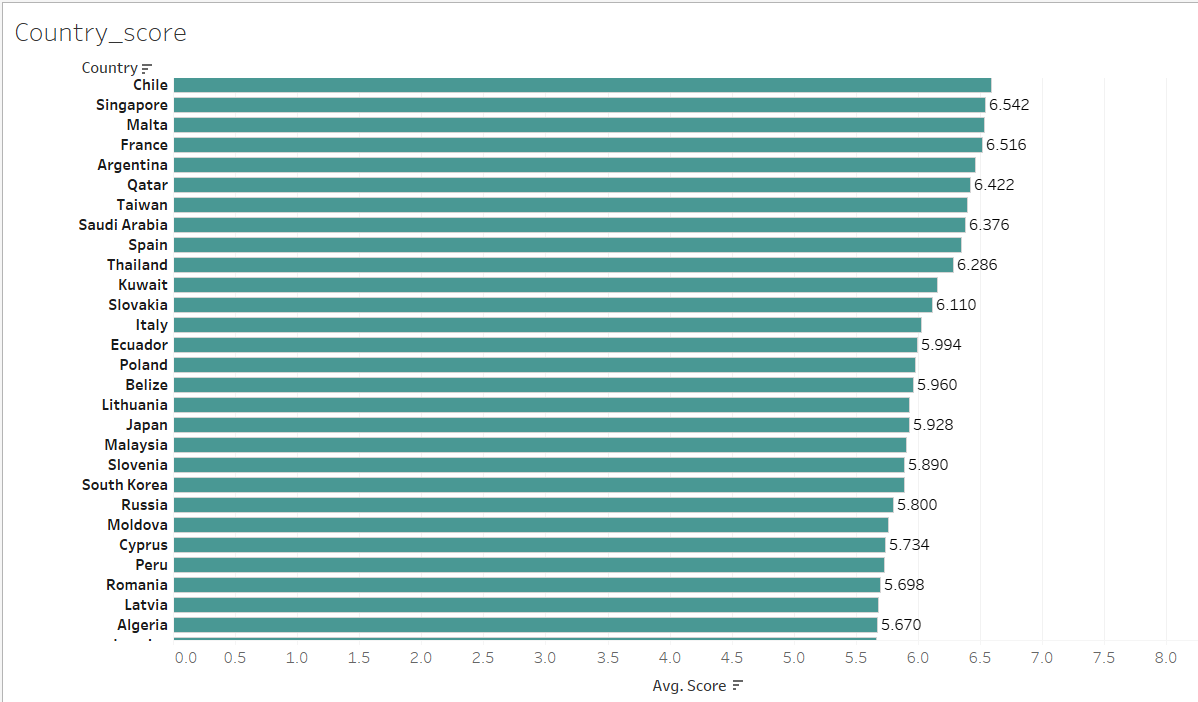 Country_score
Country
Chile
Singapore 6.542
Malta
France 6.516
Argentina
Qatar 6.422
Taiwan
Saudi Arabia 6.376
Spain
Thailand 6.286
Kuwait
Slovakia 6.110
Italy
Ecuador 5.994
Poland
Belize 5.960
Lithuania
Japan 5.928
Malaysia
Slovenia 5.890
South Korea
Russia 5.800
Moldova
Cyprus 5.734
Peru
Romania 5.698
Latvia
Algeria 5.670
0.0 0.5 1.0 1.5 2.0 2.5 3.0 3.5 4.0 4.5 5.0 5.5 6.0 6.5 7.0 7.5 8.0
Avg. Score